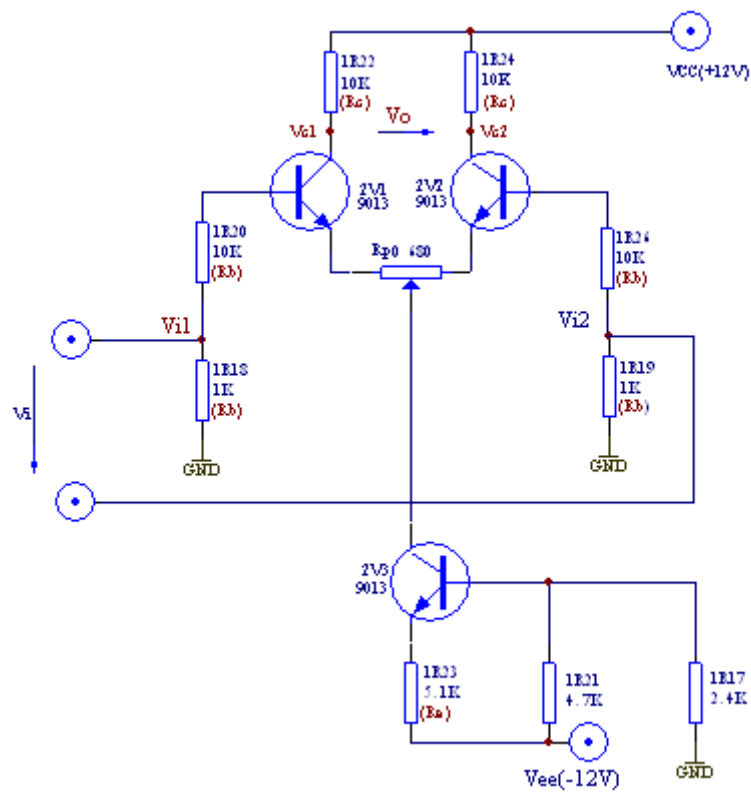 1R22
10K
(Rc)
1R24
10K
(Rc)
VCC(+12V)
Vc1
Vo
Vc2
2V1
9013
2V2
9013
1R20
10K
(Rb)
Rp0 680
1R26
10K
(Rb)
Vi1
Vi2
1R18
1K
(Rb)
1R19
1K
(Rb)
Vi
GND
GND
2V3
9013
1R23
5.1K
(Re)
1R21
4.7K
1R17
2.4K
GND
Vee(-12V)